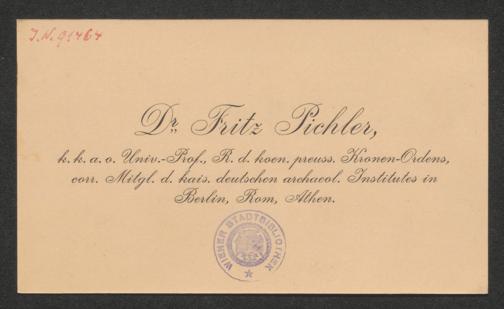 J.N. 91464
Dr. Fritz Pichler,
k. k. a. o. Univ.-Prof., R. d. koen. preuss. Kronen-Ordens,
corr. Mitgl. d. kais. deutschen archaeol. Institutes in
Berlin, Rom, Athen.
WIENER STADTBIBLIOTHEK